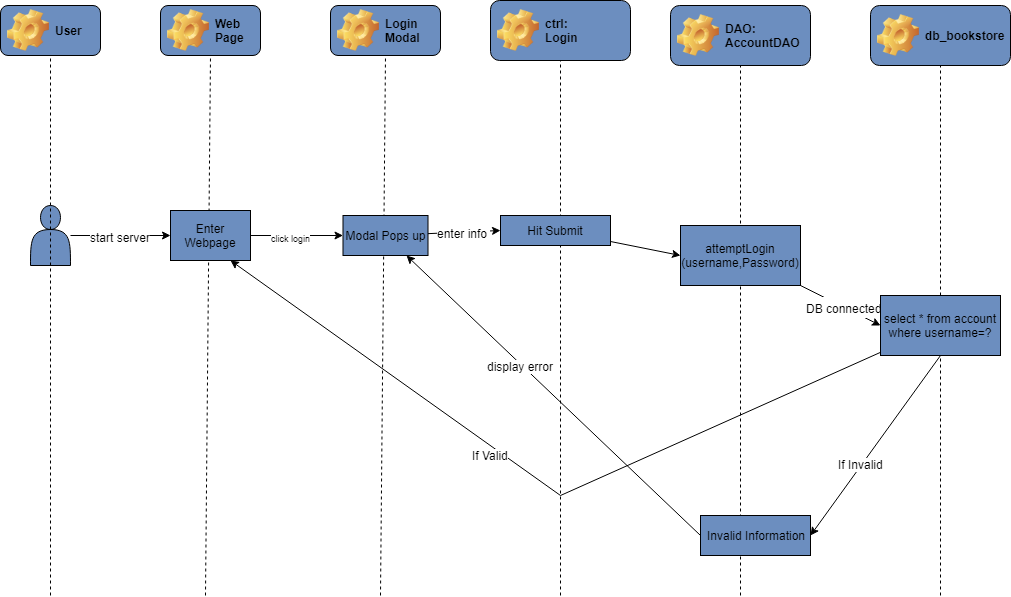 User
Web
Page
Login
Modal
ctrl:
Login
DAO:
AccountDAO
db_bookstore
start server
Enter
Webpage
click login
Modal Pops up
enter info
Hit Submit
attemptLogin
(username,Password)
DB connected
select * from account
where username=?
display error
If Valid
If Invalid
Invalid Information